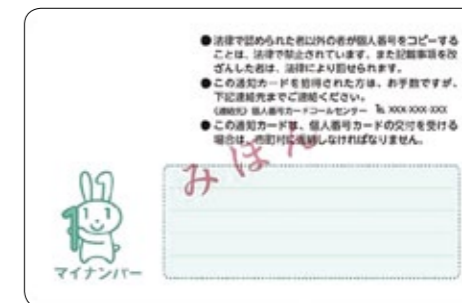 ●法律で認められた者以外の者が個人番号をコピーする
ことは、法律で禁止されています。また記載事項を改
ざんした者は、法律により罰せられます。
●この通知カードを拾得された方は、お手数ですが、
下記連絡先までご連絡ください。
《連絡先》個人番号カードコールセンター ℡ XXX-XXX-XXX
●この通知カードは、個人番号カードの交付を受ける
場合は、市町村に返納しなければなりません。
みほん
1
マイナンバー